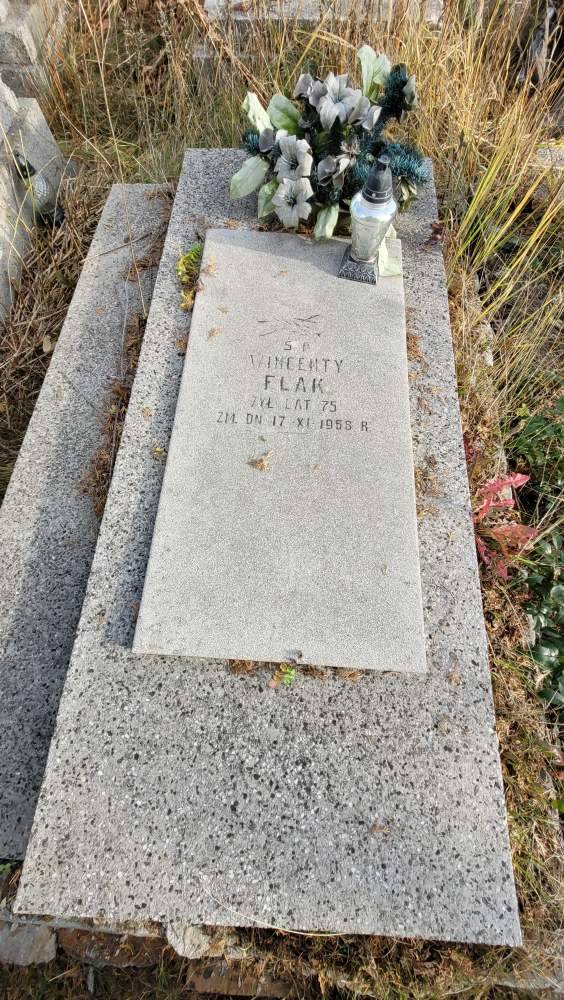 Ś P
WINCENTY
FLAK
ŻYŁ LAT 75
ZM. DN 17 XI 1958 R